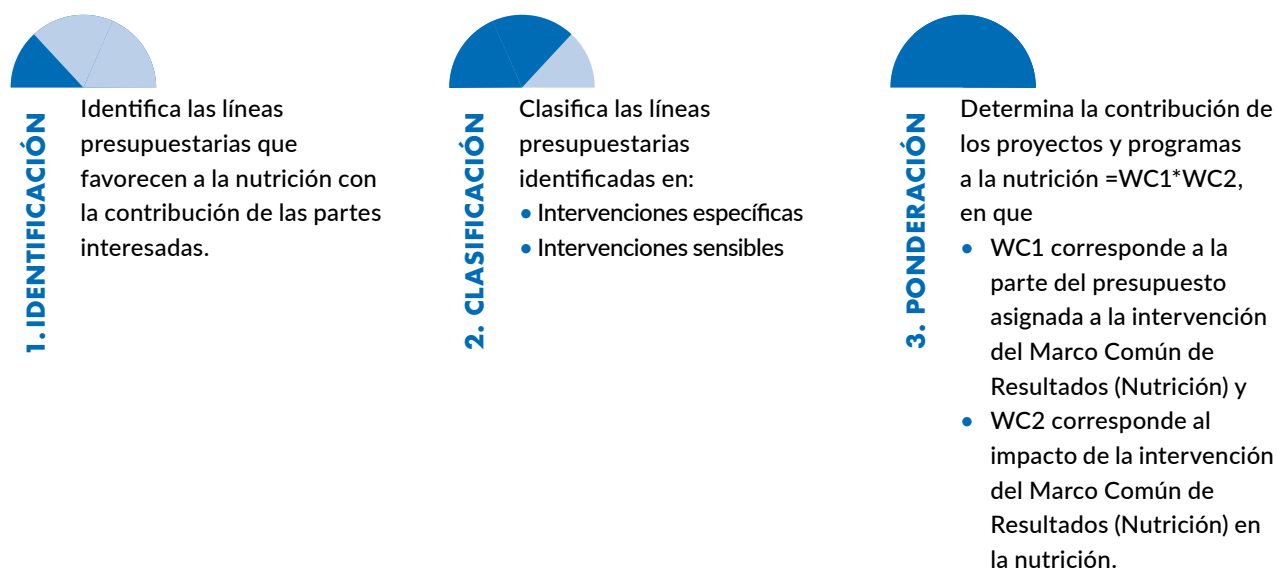 1. IDENTIFICACIÓN
Identifica las líneas
presupuestarias que
favorecen a la nutrición con
la contribución de las partes
interesadas.
2. CLASIFICACIÓN
Clasifica las líneas
presupuestarias
identificadas en:
• Intervenciones específicas
• Intervenciones sensibles
3. PONDERACIÓN
Determina la contribución de
los proyectos y programas
a la nutrición =WC1*WC2,
en que
• WC1 corresponde a la
parte del presupuesto
asignada a la intervención
del Marco Común de
Resultados (Nutrición) y
• WC2 corresponde al
impacto de la intervención
del Marco Común de
Resultados (Nutrición) en
la nutrición.